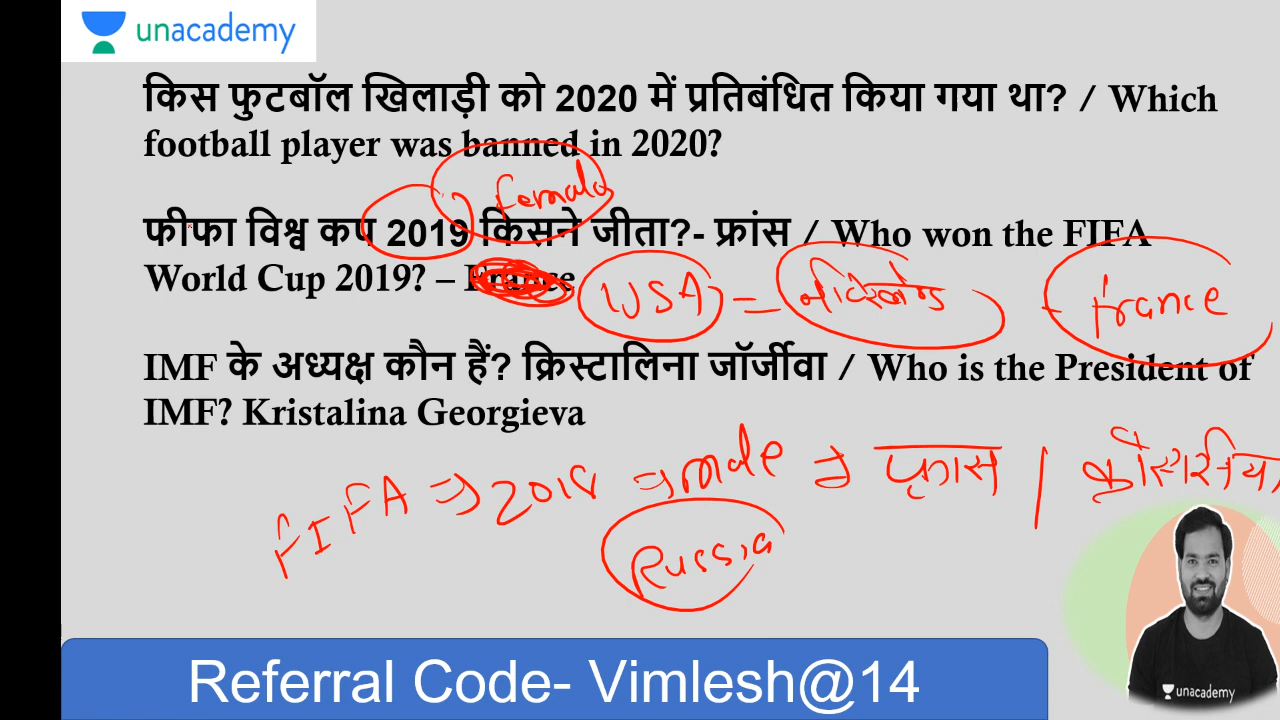 unacademy
किस फुटबॉल खिलाड़ी को 2020 में प्रतिबंधित किया गया था? / Which
football player was banned in 2020?
female
फीफा विश्व कप 2019 किसने जीता?- फ्रांस / Who won the FIFA
World Cup 2019? – France
USA = - france
IMF के अध्यक्ष कौन हैं? क्रिस्टालिना जॉर्जीवा / Who is the President of
IMF? Kristalina Georgieva
FIFA ⇒ 2018 ⇒ male ⇒ फ्रांस |
Russia
unacademy
Referral Code- Vimlesh@14